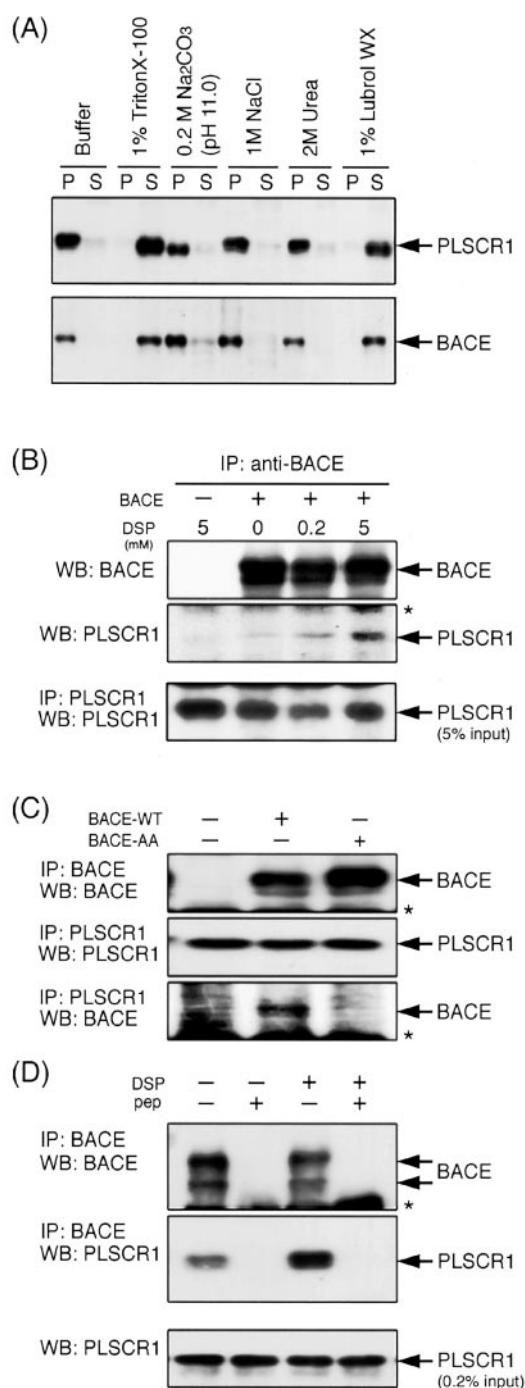 (A)
Buffer
1% TritonX-100
0.2 M Na2CO3
(pH 11.0)
1M NaCl
2M Urea
1% Lubrol WX
P S P S P S P S P S P S
PLSCR1
BACE
(B)
IP: anti-BACE
BACE – + + +
DSP 5 0 0.2 5
(mM)
WB: BACE
BACE
*
WB: PLSCR1
PLSCR1
IP: PLSCR1
WB: PLSCR1
PLSCR1
(5% input)
(C)
BACE-WT – + –
BACE-AA – – +
IP: BACE
WB: BACE
BACE
*
IP: PLSCR1
WB: PLSCR1
PLSCR1
IP: PLSCR1
WB: BACE
BACE
*
(D)
DSP – – + +
pep – + – +
IP: BACE
WB: BACE
BACE
*
IP: BACE
WB: PLSCR1
PLSCR1
WB: PLSCR1
PLSCR1
(0.2% input)